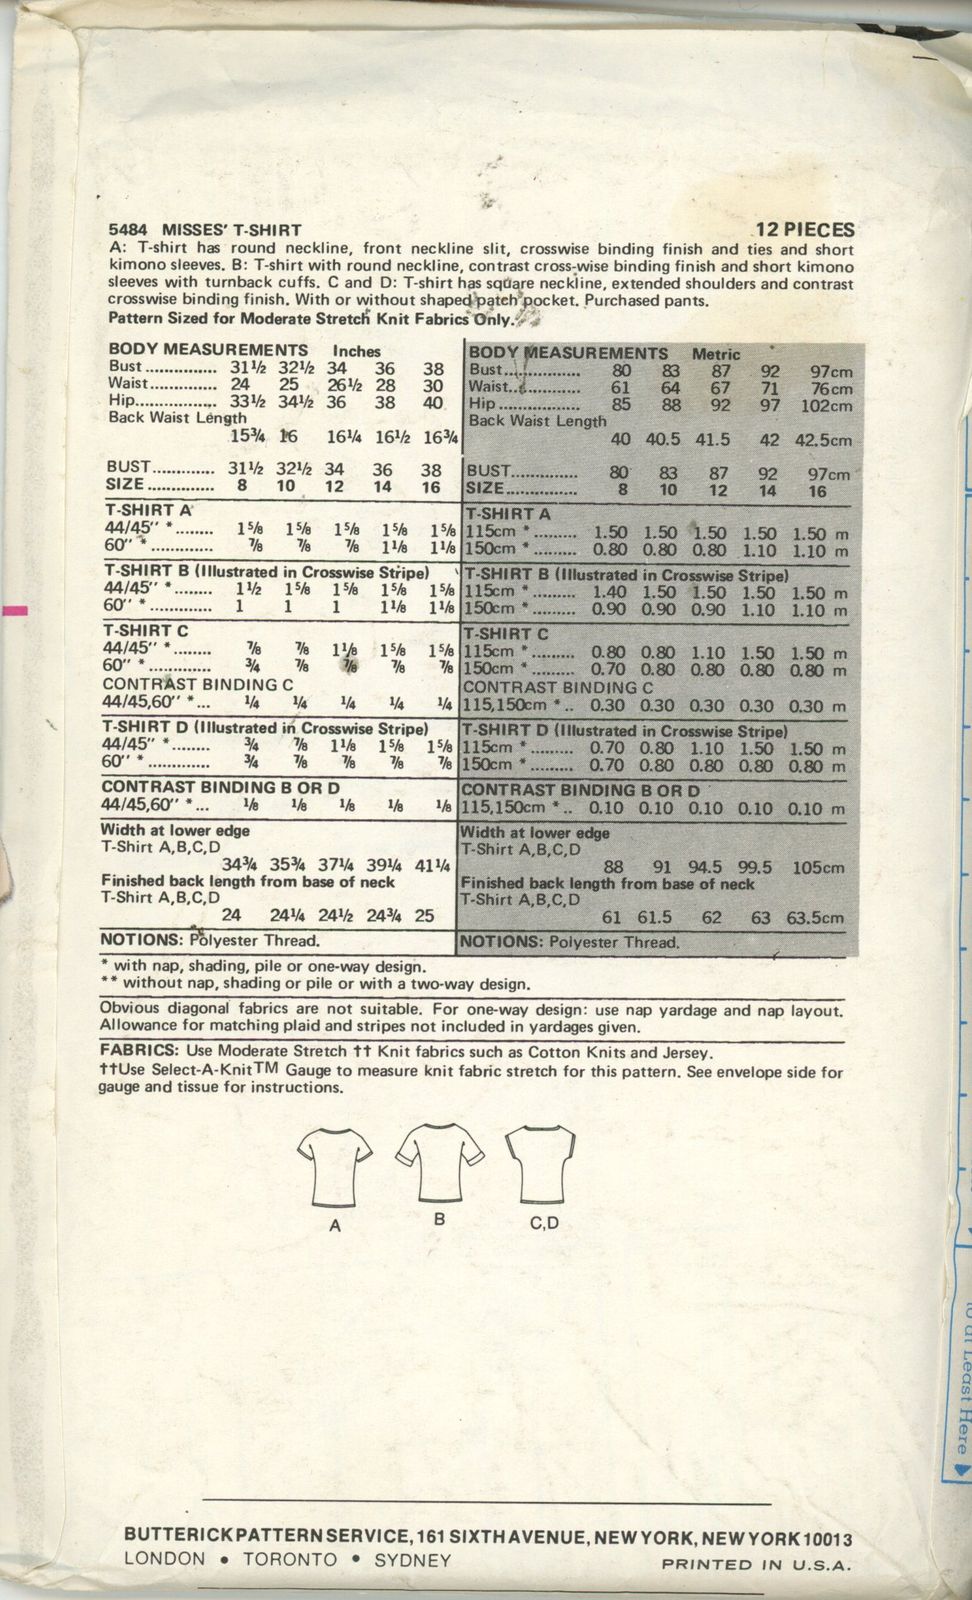 5484 MISSES' T-SHIRT 12 PIECES
A: T-shirt has round neckline, front neckline slit, crosswise binding finish and ties and short
kimono sleeves. B: T-shirt with round neckline, contrast cross-wise binding finish and short kimono
sleeves with turnback cuffs. C and D: T-shirt has square neckline, extended shoulders and contrast
crosswise binding finish. With or without shaped patch pocket. Purchased pants.
Pattern Sized for Moderate Stretch Knit Fabrics Only.
BODY MEASUREMENTS Inches
Bust............... 31½ 32½ 34 36 38
Waist.............. 24 25 26½ 28 30
Hip................. 33½ 34½ 36 38 40
Back Waist Length
15¾ 16 16¼ 16½ 16¾
BUST............. 31½ 32½ 34 36 38
SIZE.............. 8 10 12 14 16
T-SHIRT A
44/45" *........ 1⅝ 1⅝ 1⅝ 1⅝ 1⅝
60" *............. ⅞ ⅞ ⅞ 1⅛ 1⅛
T-SHIRT B (Illustrated in Crosswise Stripe)
44/45" *........ 1½ 1⅝ 1⅝ 1⅝ 1⅝
60" *............. 1 1 1 1⅛ 1⅛
T-SHIRT C
44/45" *........ ⅞ ⅞ 1⅛ 1⅝ 1⅝
60" *............. ¾ ⅞ ⅞ ⅞ ⅞
CONTRAST BINDING C
44/45,60" *... ¼ ¼ ¼ ¼ ¼
T-SHIRT D (Illustrated in Crosswise Stripe)
44/45" *........ ¾ ⅞ 1⅛ 1⅝ 1⅝
60" *............. ¾ ⅞ ⅞ ⅞ ⅞
CONTRAST BINDING B OR D
44/45,60" *... ⅛ ⅛ ⅛ ⅛ ⅛
Width at lower edge
T-Shirt A,B,C,D
34¾ 35¾ 37¼ 39¼ 41¼
Finished back length from base of neck
T-Shirt A,B,C,D
24 24¼ 24½ 24¾ 25
NOTIONS: Polyester Thread.
BODY MEASUREMENTS Metric
Bust................ 80 83 87 92 97cm
Waist............... 61 64 67 71 76cm
Hip ................. 85 88 92 97 102cm
Back Waist Length
40 40.5 41.5 42 42.5cm
BUST.............. 80 83 87 92 97cm
SIZE............... 8 10 12 14 16
T-SHIRT A
115cm * ......... 1.50 1.50 1.50 1.50 1.50 m
150cm * ......... 0.80 0.80 0.80 1.10 1.10 m
T-SHIRT B (Illustrated in Crosswise Stripe)
115cm * ......... 1.40 1.50 1.50 1.50 1.50 m
150cm * ......... 0.90 0.90 0.90 1.10 1.10 m
T-SHIRT C
115cm * ......... 0.80 0.80 1.10 1.50 1.50 m
150cm * ......... 0.70 0.80 0.80 0.80 0.80 m
CONTRAST BINDING C
115,150cm * .. 0.30 0.30 0.30 0.30 0.30 m
T-SHIRT D (Illustrated in Crosswise Stripe)
115cm * ......... 0.70 0.80 1.10 1.50 1.50 m
150cm * ......... 0.70 0.80 0.80 0.80 0.80 m
CONTRAST BINDING B OR D
115,150cm * .. 0.10 0.10 0.10 0.10 0.10 m
Width at lower edge
T-Shirt A,B,C,D
88 91 94.5 99.5 105cm
Finished back length from base of neck
T-Shirt A,B,C,D
61 61.5 62 63 63.5cm
NOTIONS: Polyester Thread.
* with nap, shading, pile or one-way design.
** without nap, shading or pile or with a two-way design.
Obvious diagonal fabrics are not suitable. For one-way design: use nap yardage and nap layout.
Allowance for matching plaid and stripes not included in yardages given.
FABRICS: Use Moderate Stretch †† Knit fabrics such as Cotton Knits and Jersey.
††Use Select-A-Knit™ Gauge to measure knit fabric stretch for this pattern. See envelope side for
gauge and tissue for instructions.
A B C,D
to at Least Here
BUTTERICK PATTERN SERVICE, 161 SIXTH AVENUE, NEW YORK, NEW YORK 10013
LONDON • TORONTO • SYDNEY PRINTED IN U.S.A.